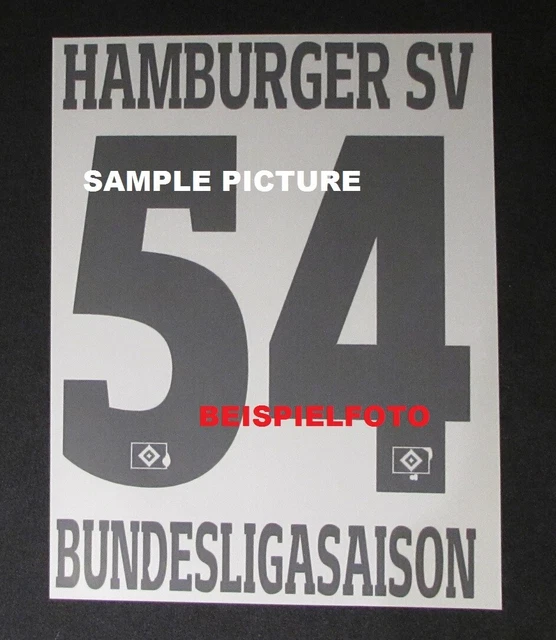 HAMBURGER SV
54
SAMPLE PICTURE
BEISPIELFOTO
BUNDESLIGASAISON